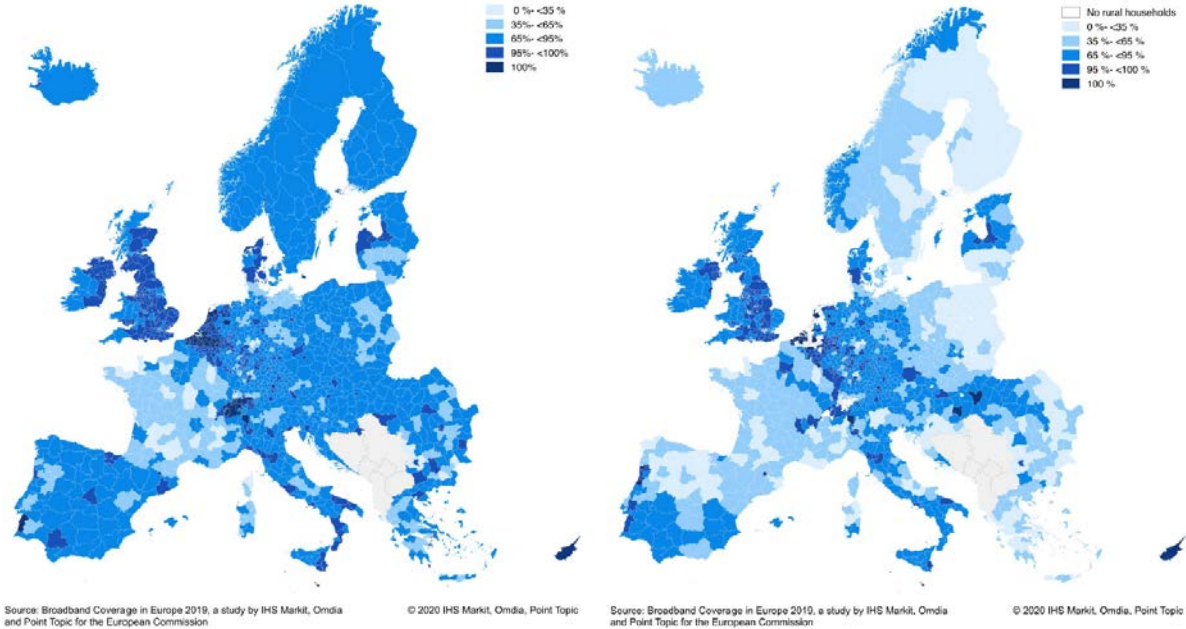 0 %- <35 %
35%- <65%
65%- <95%
95%- <100%
100%
Source: Broadband Coverage in Europe 2019, a study by IHS Markit, Omdia
and Point Topic for the European Commission
© 2020 IHS Markit, Omdia, Point Topic
No rural households
0 %- <35 %
35 %- <65 %
65 %- <95 %
95 %- <100 %
100 %
Source: Broadband Coverage in Europe 2019, a study by IHS Markit, Omdia
and Point Topic for the European Commission
© 2020 IHS Markit, Omdia, Point Topic